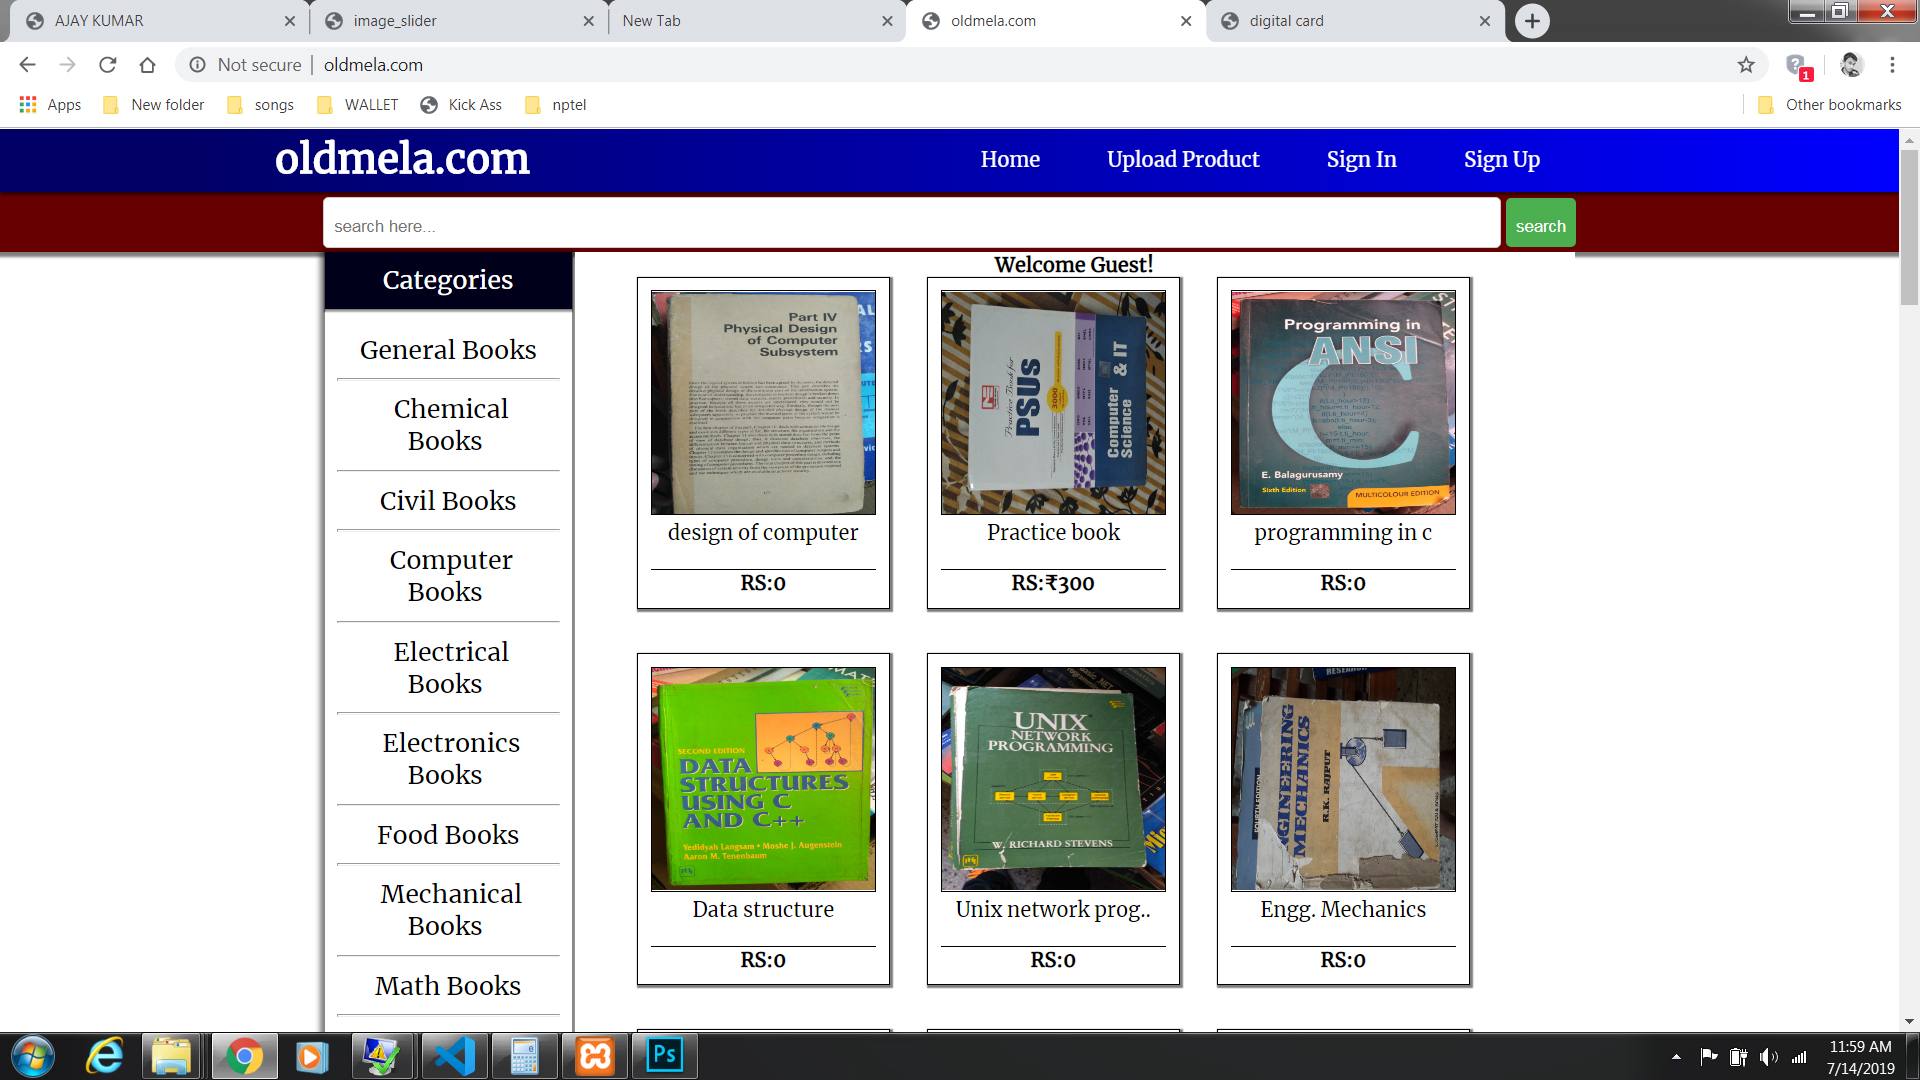 AJAY KUMAR
image_slider
New Tab
oldmela.com
digital card
Not secure
oldmela.com
1
Apps
New folder
songs
WALLET
Kick Ass
nptel
Other bookmarks
oldmela.com
Home
Upload Product
Sign In
Sign Up
search here...
search
Categories
General Books
Chemical
Books
Civil Books
Computer
Books
Electrical
Books
Electronics
Books
Food Books
Mechanical
Books
Math Books
Welcome Guest!
Part IV
Physical Design
of Computer
Subsystem
design of computer
RS:0
Practice Book for
PSUS
3000
Computer
Science & IT
Practice book
RS:₹300
Programming in
ANSI
C
E. Balagurusamy
Sixth Edition
MULTICOLOUR EDITION
programming in c
RS:0
SECOND EDITION
DATA
STRUCTURES
USING C
AND C++
Yedidyah Langsam • Moshe J. Augenstein
Aaron M. Tenenbaum
Data structure
RS:0
UNIX
NETWORK
PROGRAMMING
W. RICHARD STEVENS
Unix network prog..
RS:0
FOURTH EDITION
MECHANICS
R.K. RAJPUT
Engg. Mechanics
RS:0
Ps
11:59 AM
7/14/2019